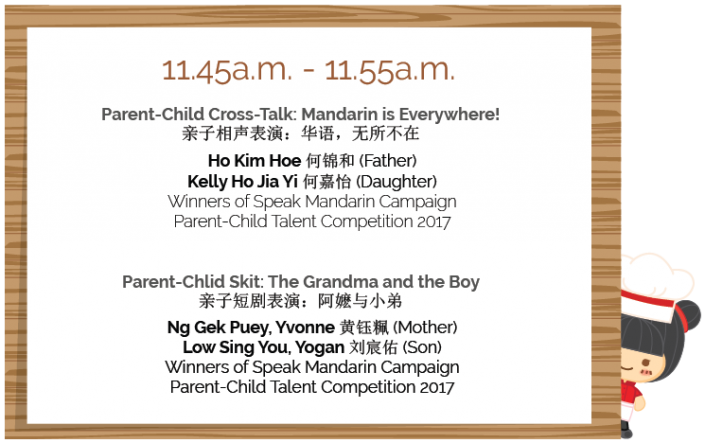 11.45a.m. - 11.55a.m.
Parent-Child Cross-Talk: Mandarin is Everywhere!
亲子相声表演：华语，无所不在
Ho Kim Hoe 何锦和 (Father)
Kelly Ho Jia Yi 何嘉怡 (Daughter)
Winners of Speak Mandarin Campaign
Parent-Child Talent Competition 2017
Parent-Chlid Skit: The Grandma and the Boy
亲子短剧表演：阿嬷与小弟
Ng Gek Puey, Yvonne 黄钰珮 (Mother)
Low Sing You, Yogan 刘宸佑 (Son)
Winners of Speak Mandarin Campaign
Parent-Child Talent Competition 2017